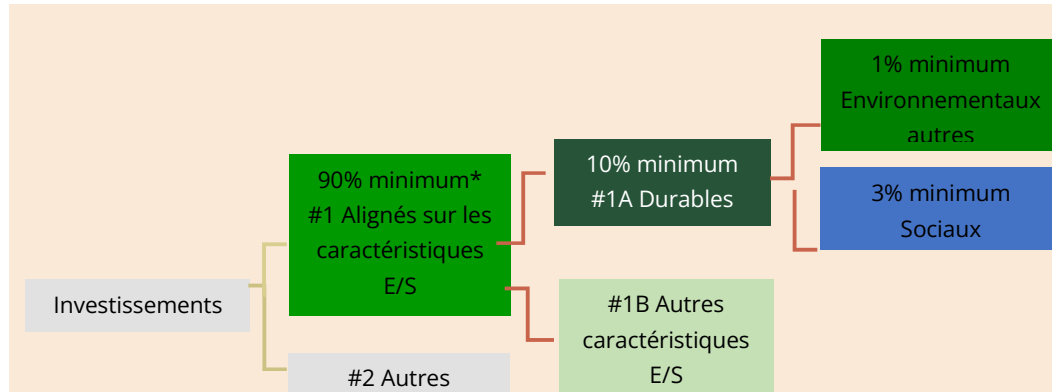 Investissements
90% minimum*
#1 Alignés sur les
caractéristiques
E/S
#2 Autres
10% minimum
#1A Durables
#1B Autres
caractéristiques
E/S
1% minimum
Environnementaux
autres
3% minimum
Sociaux